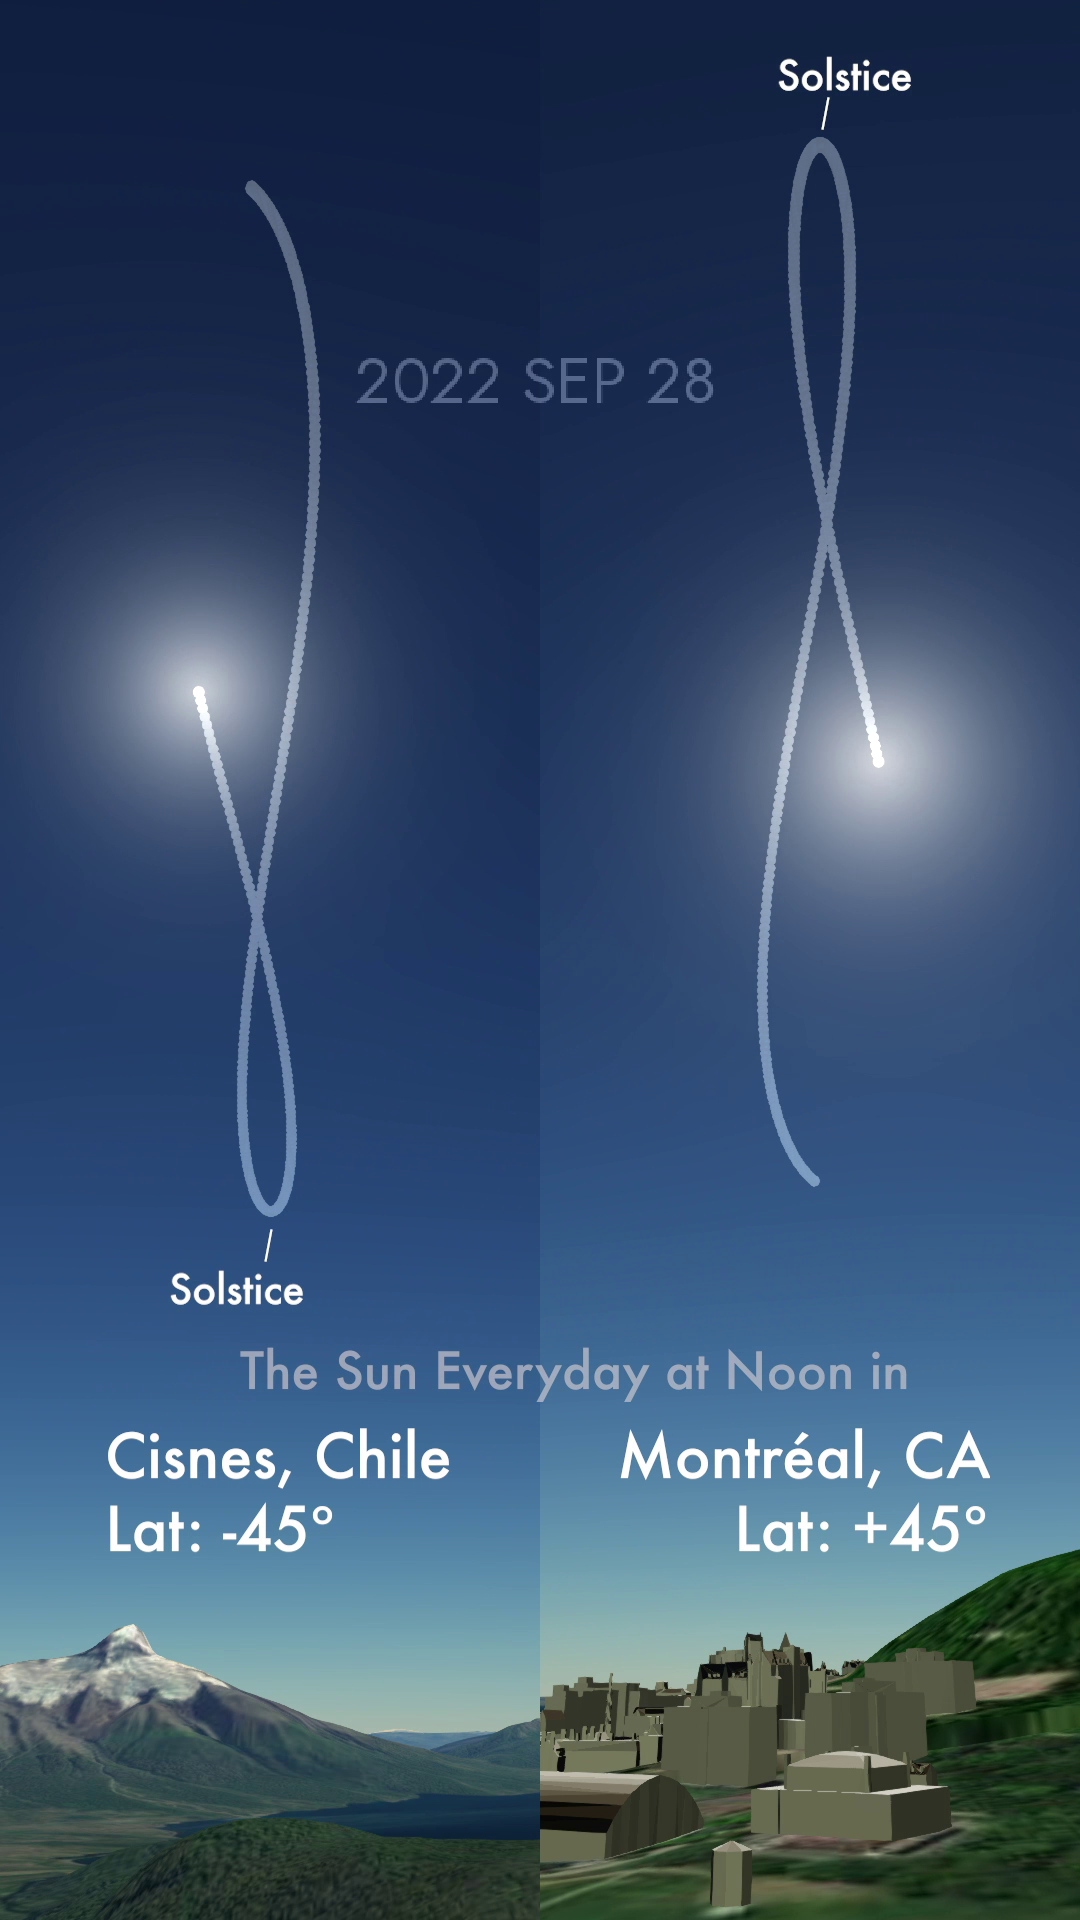 Solstice
2022 SEP 28
Solstice
The Sun Everyday at Noon in
Cisnes, Chile
Lat: -45°
Montréal, CA
Lat: +45°